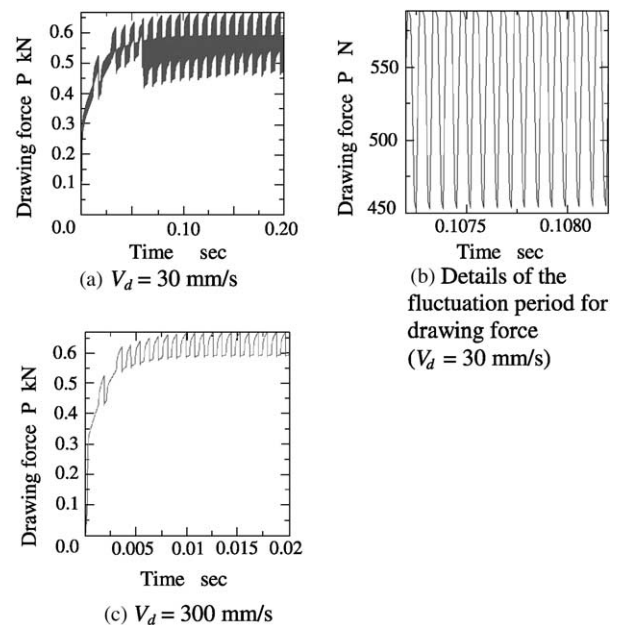 Drawing force P kN
0.6
0.5
0.4
0.3
0.2
0.1
0.0
0.10
0.20
Time sec
(a) V_d = 30 mm/s
Drawing force P N
550
500
450
0.1075
0.1080
Time sec
(b) Details of the
fluctuation period for
drawing force
(V_d = 30 mm/s)
Drawing force P kN
0.6
0.5
0.4
0.3
0.2
0.1
0.0
0.005
0.01
0.015
0.02
Time sec
(c) V_d = 300 mm/s